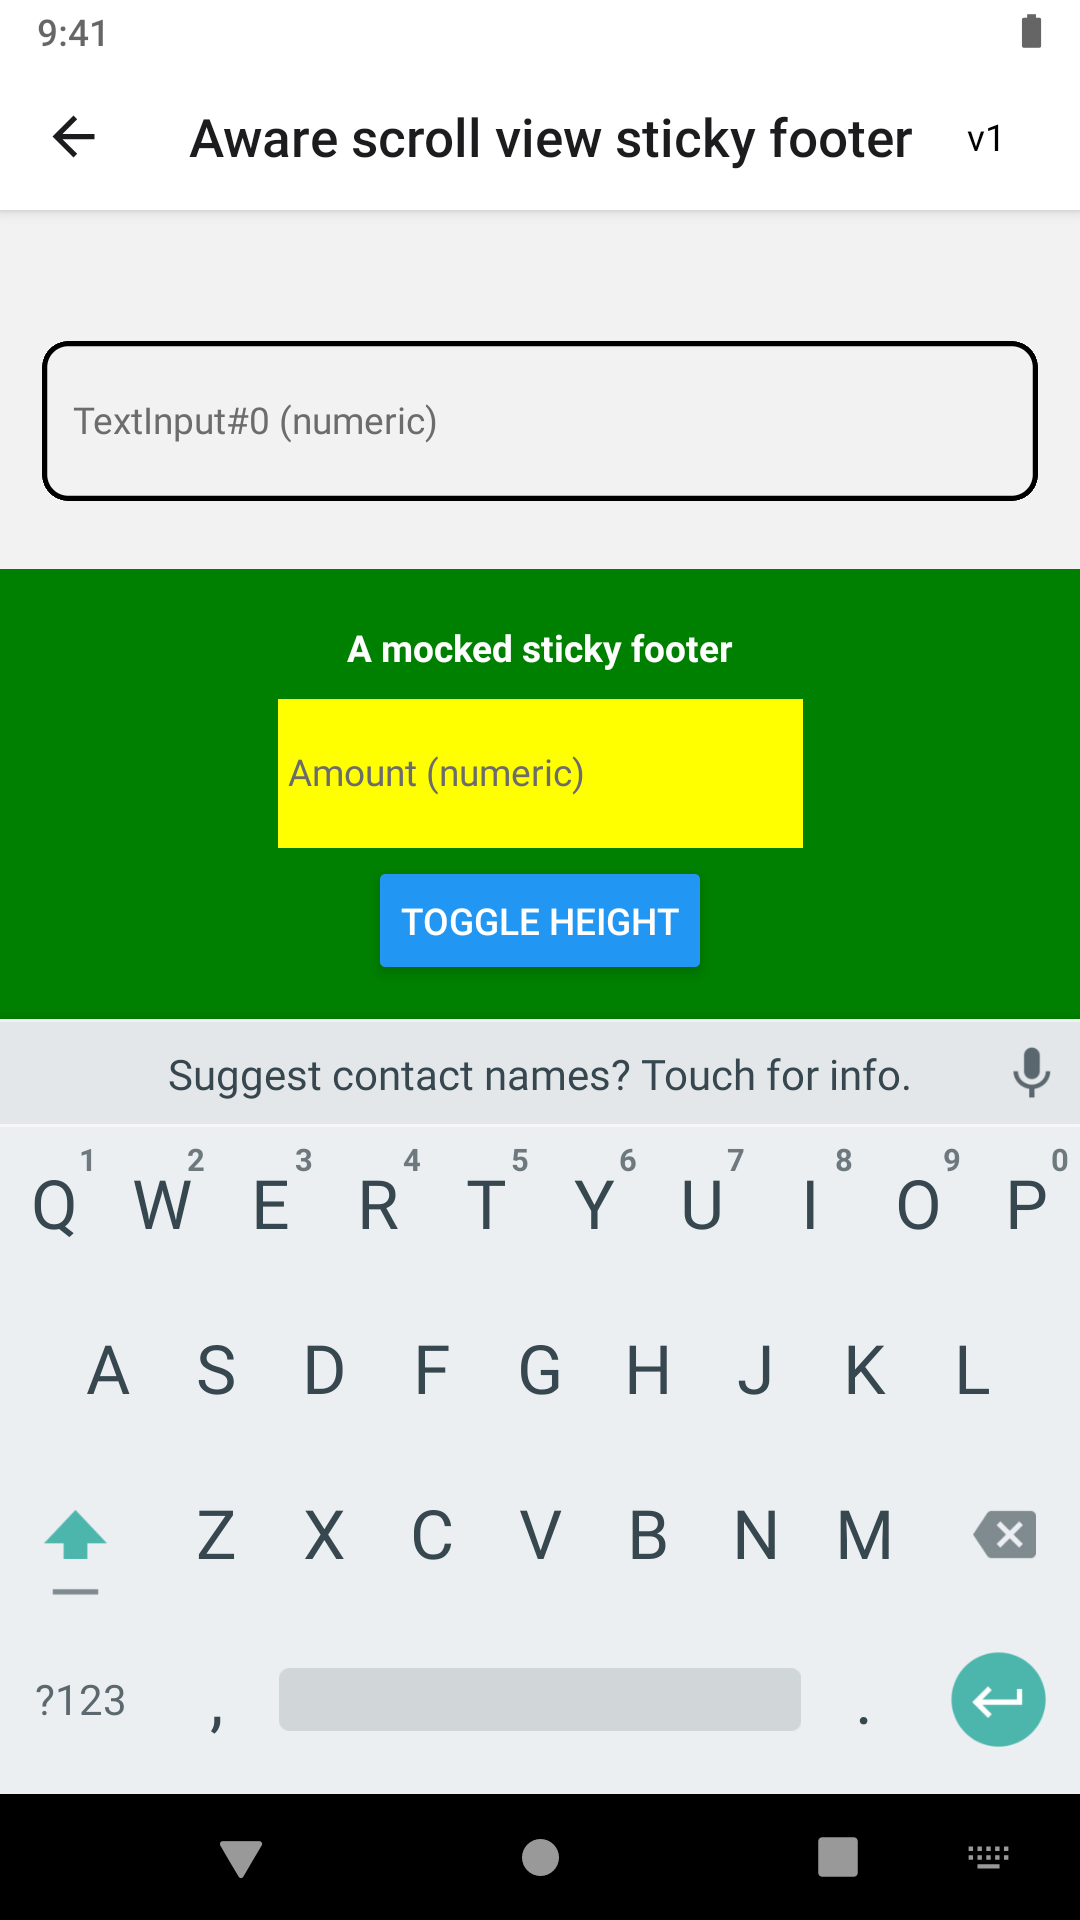 9:41
Aware scroll view sticky footer v1
TextInput#0 (numeric)
A mocked sticky footer
Amount (numeric)
TOGGLE HEIGHT
Suggest contact names? Touch for info.
1 2 3 4 5 6 7 8 9 0
Q W E R T Y U I O P
A S D F G H J K L
Z X C V B N M
?123 , .